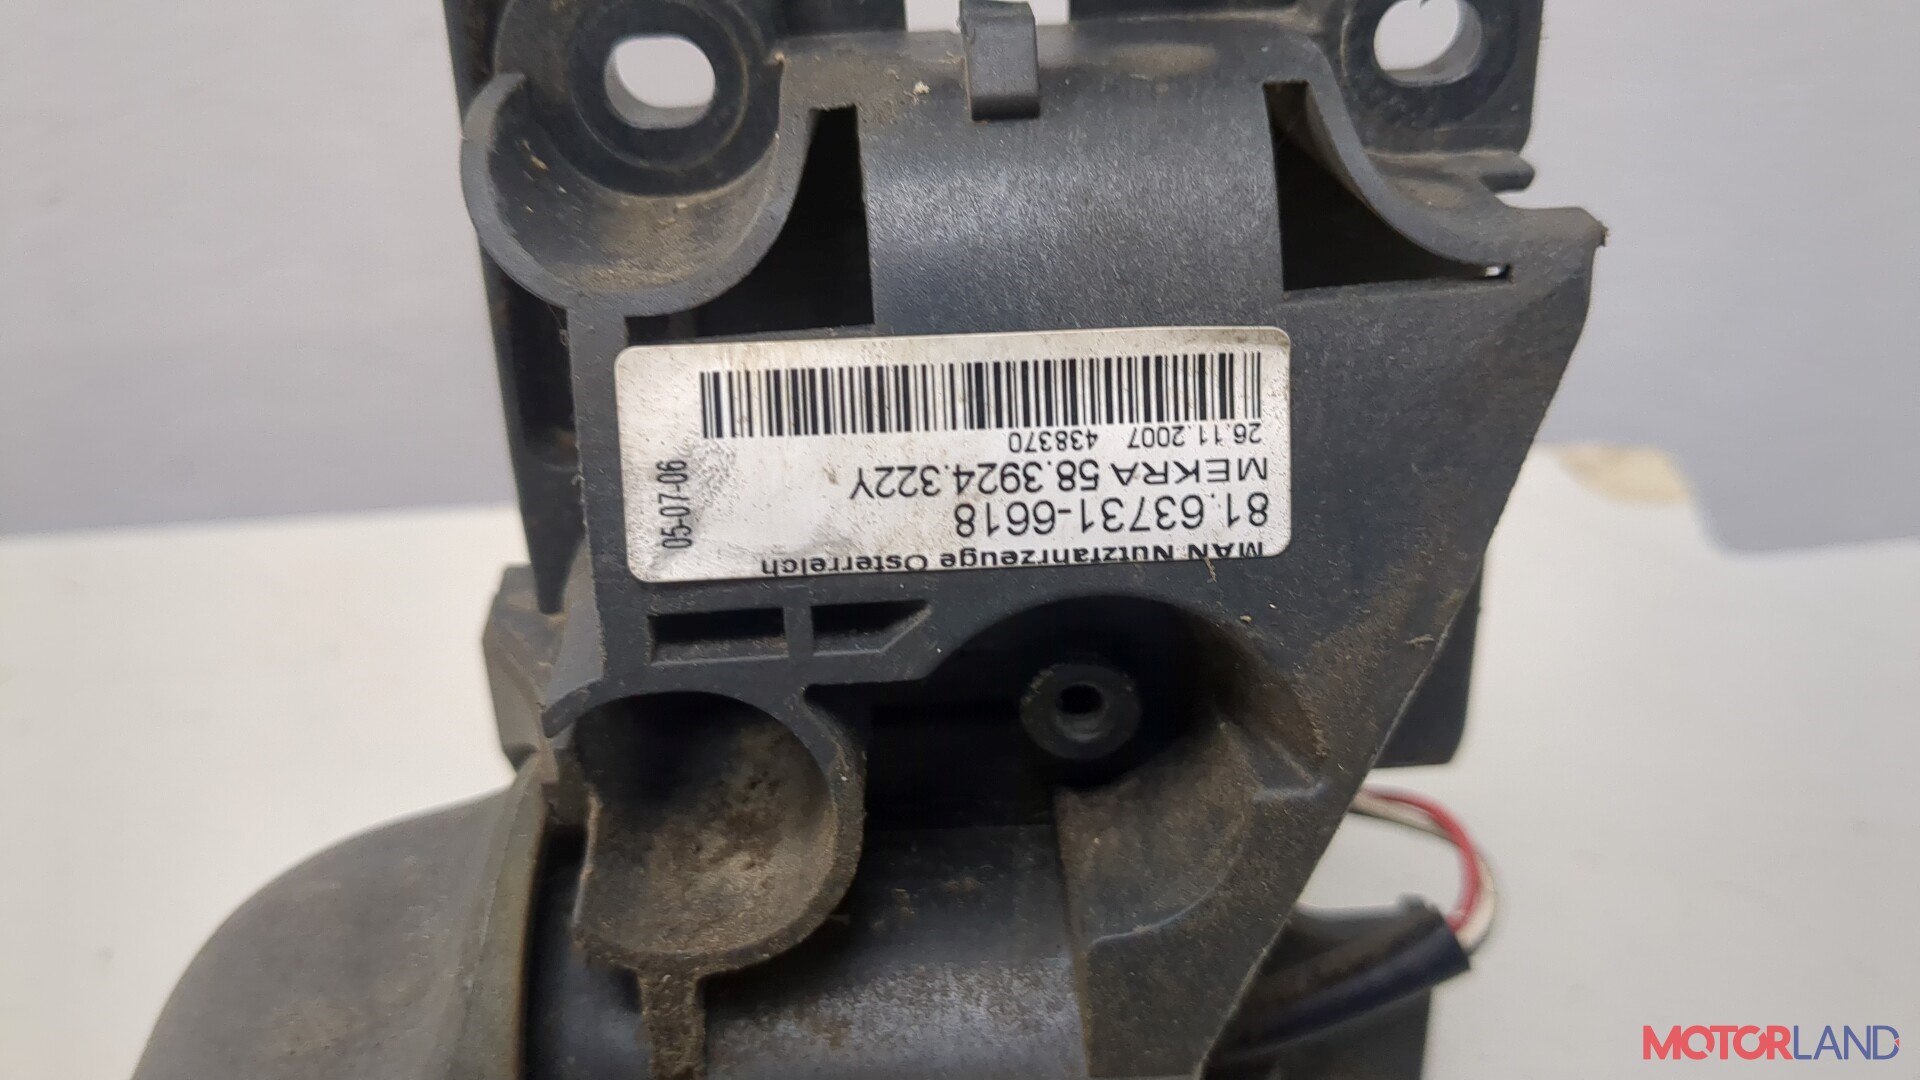 MAN Nutzfahrzeuge Österreich
81.63731-6618
MEKRA 58.3924.322Y
26.11.2007 438370
05-07-06
MOTORLAND